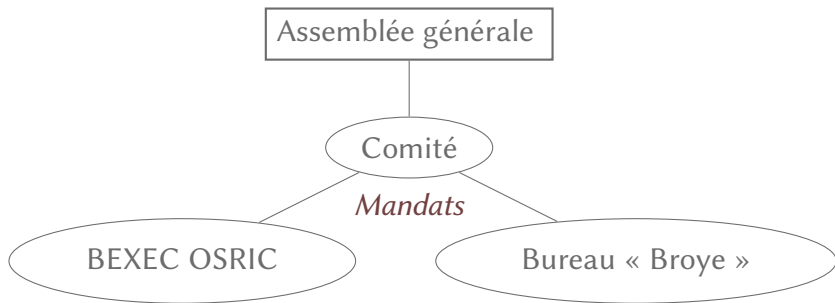 Assemblée générale
Comité
Mandats
BEXEC OSRIC
Bureau « Broye »